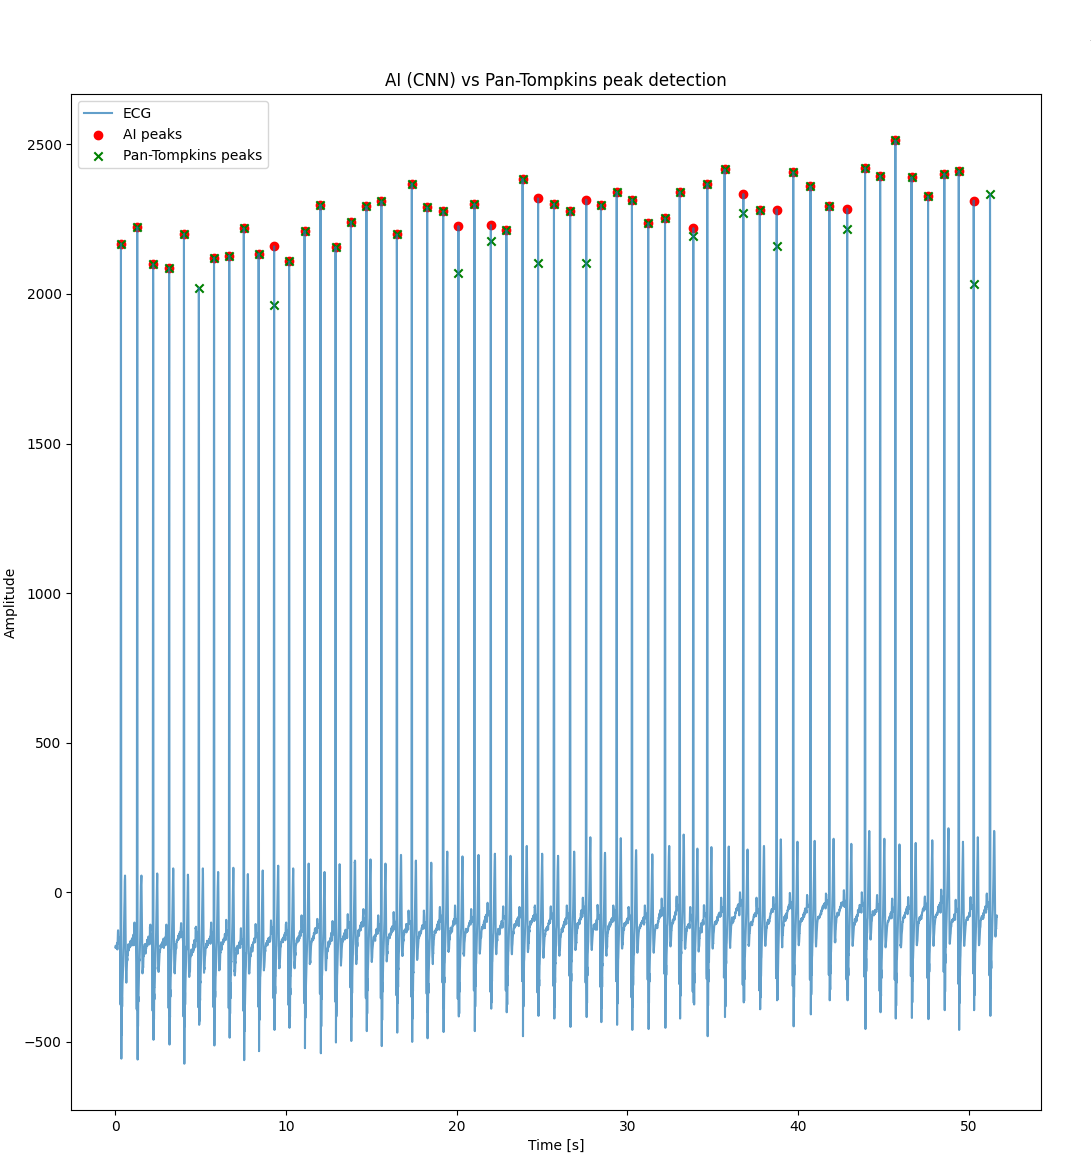 AI (CNN) vs Pan-Tompkins peak detection
ECG
AI peaks
Pan-Tompkins peaks
2500
2000
1500
1000
500
0
−500
Amplitude
0 10 20 30 40 50
Time [s]